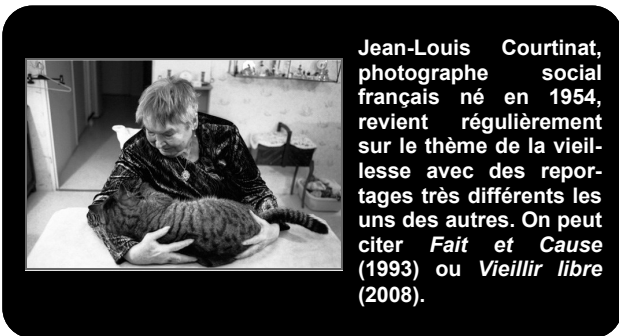 Jean-Louis Courtinat,
photographe social
français né en 1954,
revient régulièrement
sur le thème de la vieil-
lesse avec des repor-
tages très différents les
uns des autres. On peut
citer Fait et Cause
(1993) ou Vieillir libre
(2008).